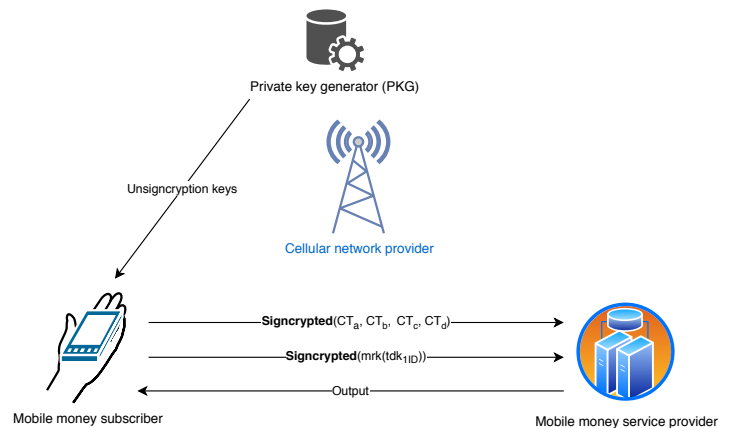 Private key generator (PKG)
Unsigncryption keys
Cellular network provider
Signcrypted(CTa, CTb, CTc, CTd)
Signcrypted(mrk(tdk1ID))
Output
Mobile money subscriber
Mobile money service provider